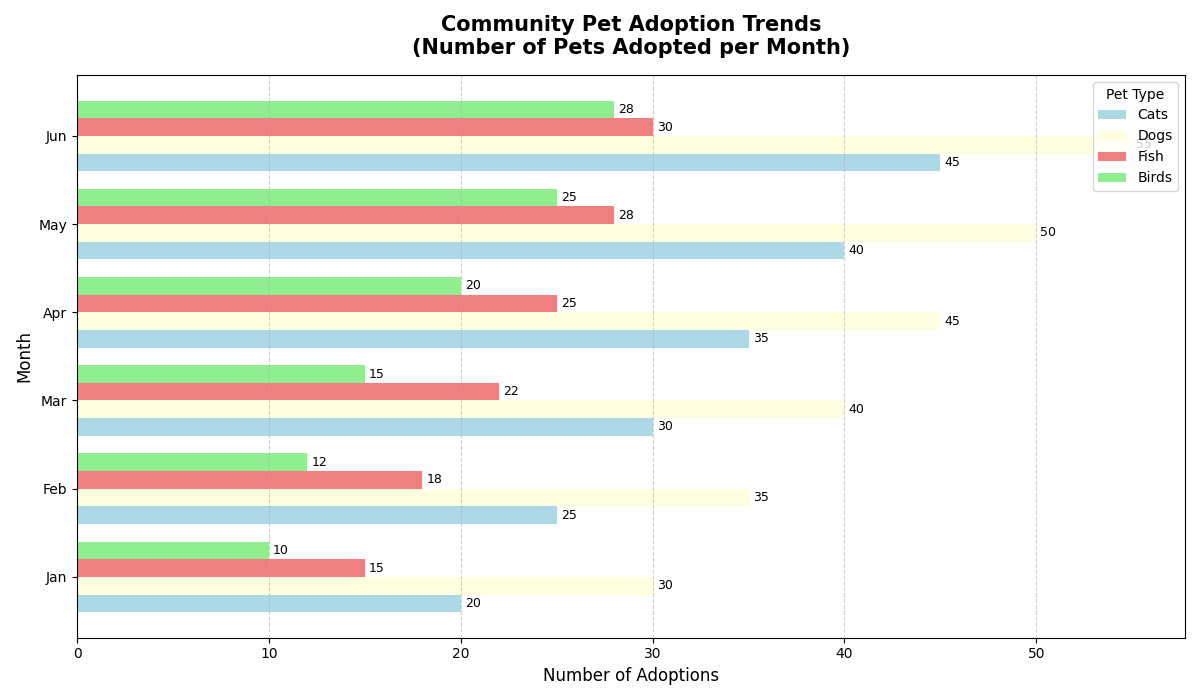 Community Pet Adoption Trends
(Number of Pets Adopted per Month)
Pet Type
Cats
Dogs
Fish
Birds
Jun
28
30
55
45
May
25
28
50
40
Apr
20
25
45
35
Mar
15
22
40
30
Feb
12
18
35
25
Jan
10
15
30
20
Month
0
10
20
30
40
50
Number of Adoptions